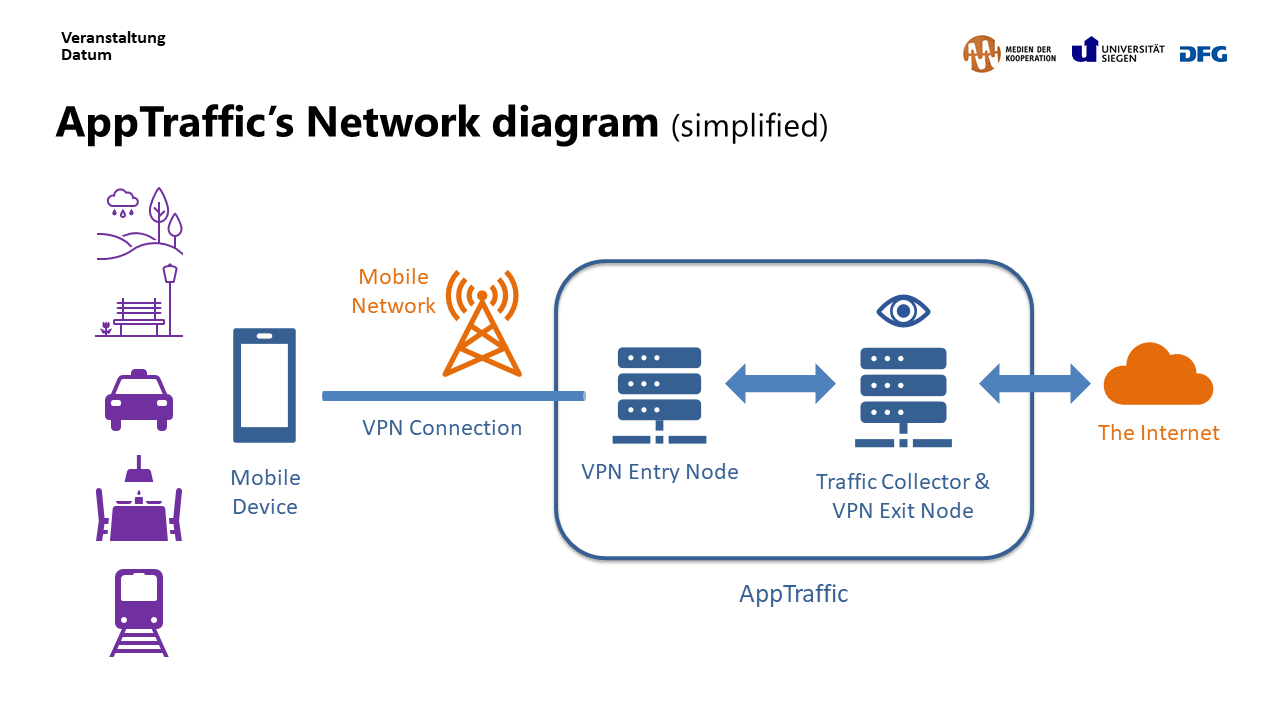 Veranstaltung
Datum
MEDIEN DER
KOOPERATION
UNIVERSITÄT
SIEGEN
DFG
AppTraffic’s Network diagram (simplified)
Mobile
Network
VPN Connection
Mobile
Device
VPN Entry Node
Traffic Collector &
VPN Exit Node
The Internet
AppTraffic